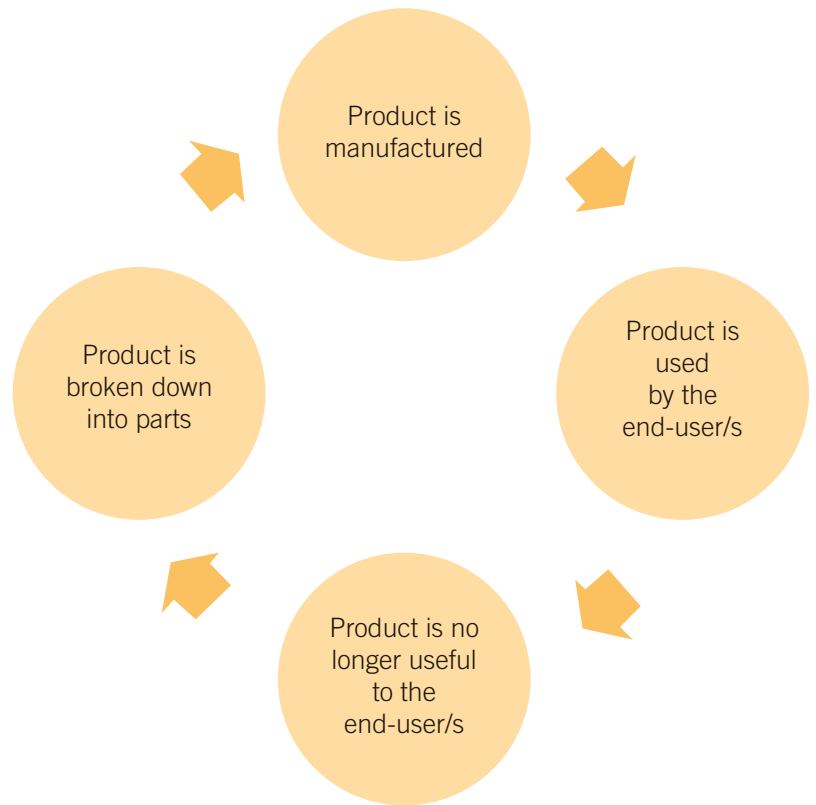 Product is
manufactured
Product is
used
by the
end-user/s
Product is no
longer useful
to the
end-user/s
Product is
broken down
into parts